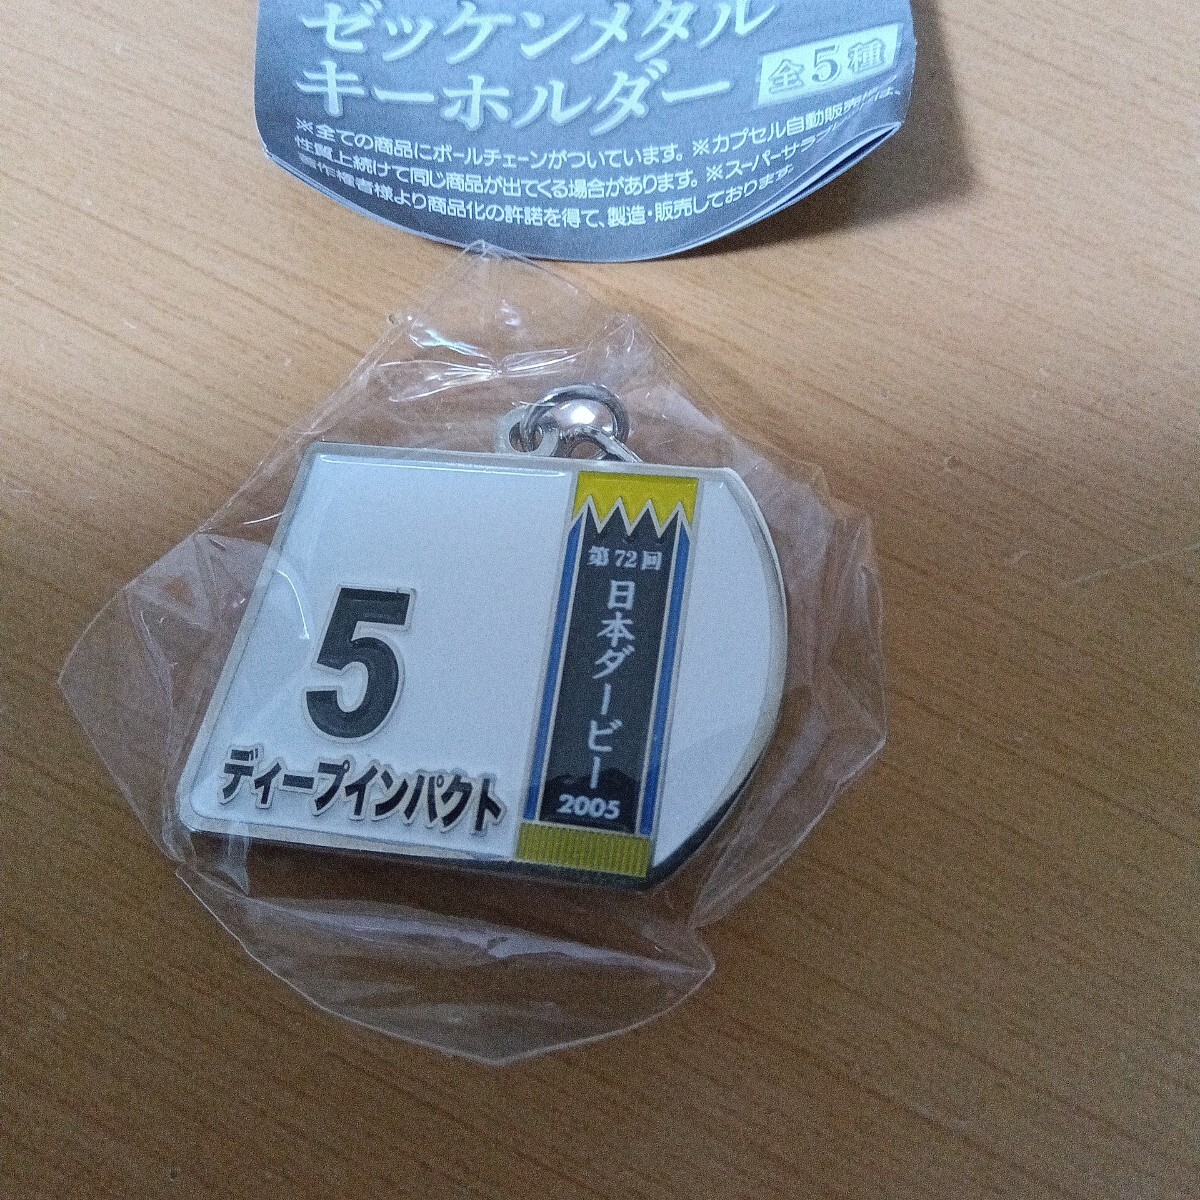 ゼッケンメタル
キーホルダー 全5種
※全ての商品にボールチェーンがついています。※カプセル自動販売機は、
性質上続けて同じ商品が出てくる場合があります。※スーパーサラブ
著作権者様より商品化の許諾を得て、製造・販売しております。
第72回
日本ダービー
2005
5
ディープインパクト